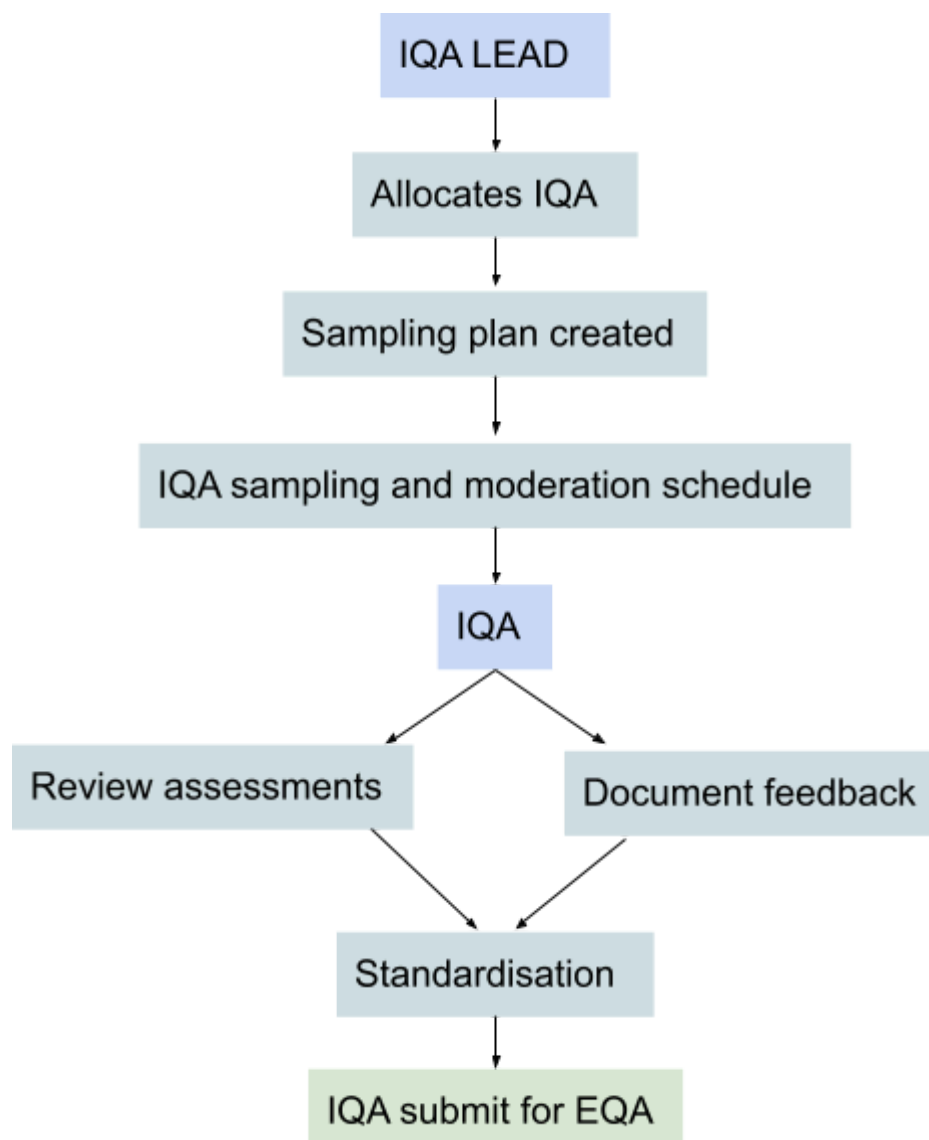 IQA LEAD
Allocates IQA
Sampling plan created
IQA sampling and moderation schedule
IQA
Review assessments
Document feedback
Standardisation
IQA submit for EQA